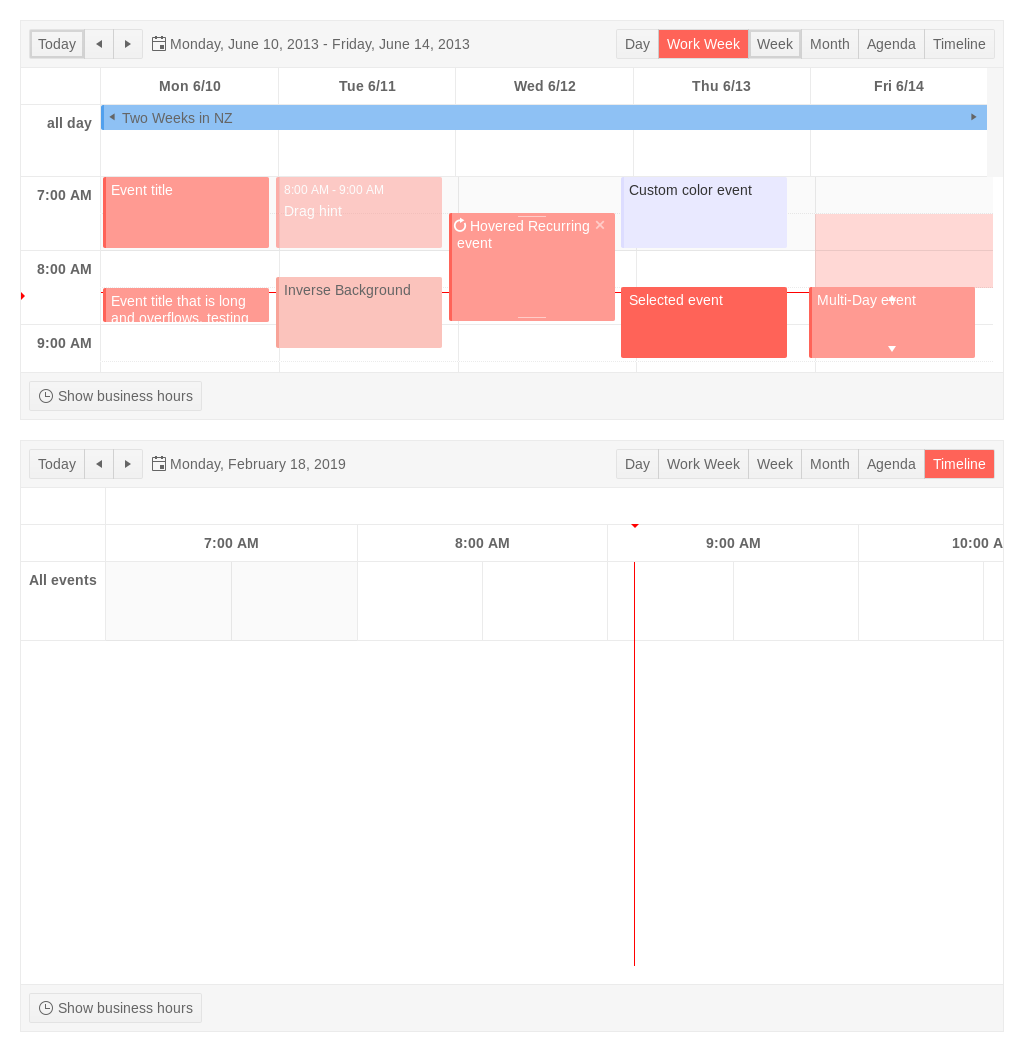 Today
Monday, June 10, 2013 - Friday, June 14, 2013
Day Work Week Week Month Agenda Timeline
Mon 6/10 Tue 6/11 Wed 6/12 Thu 6/13 Fri 6/14
all day
Two Weeks in NZ
7:00 AM
Event title
8:00 AM - 9:00 AM
Drag hint
Custom color event
Hovered Recurring
event
8:00 AM
Event title that is long
and overflows, testing
Inverse Background
Selected event
Multi-Day event
9:00 AM
Show business hours
Today
Monday, February 18, 2019
Day Work Week Week Month Agenda Timeline
7:00 AM 8:00 AM 9:00 AM 10:00 A
All events
Show business hours